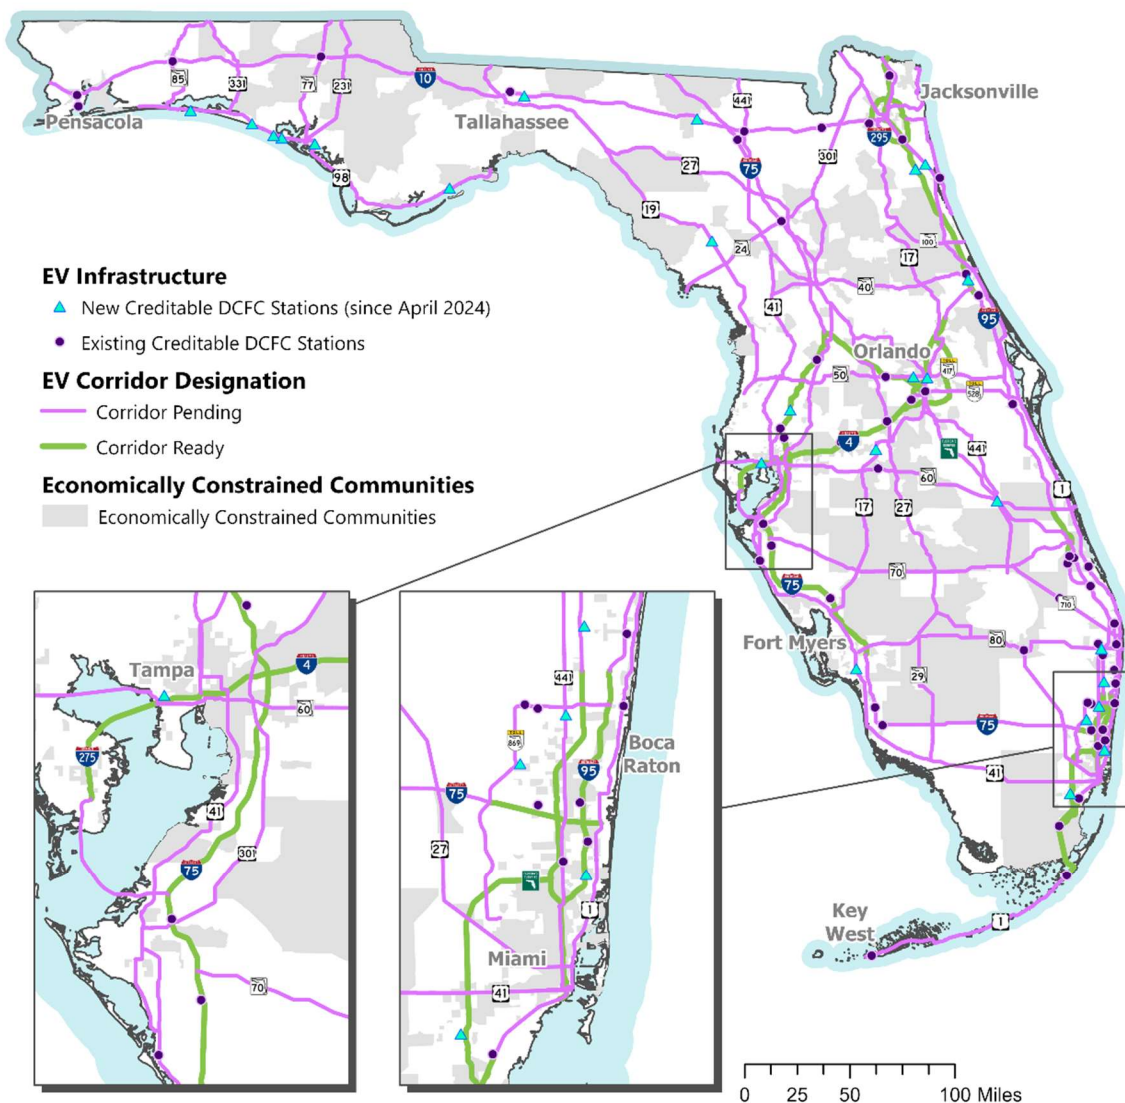 Jacksonville
Pensacola
Tallahassee
85
331
77
231
10
441
295
301
75
27
98
19
24
100
17
40
41
95
EV Infrastructure
New Creditable DCFC Stations (since April 2024)
Existing Creditable DCFC Stations
EV Corridor Designation
Corridor Pending
Corridor Ready
Economically Constrained Communities
Economically Constrained Communities
Orlando
50
417
528
4
441
60
1
17
27
70
75
710
Fort Myers
80
29
75
41
Key
West
1
Tampa
4
60
275
41
301
75
70
441
869
Boca
Raton
95
75
27
1
Miami
41
0 25 50 100 Miles